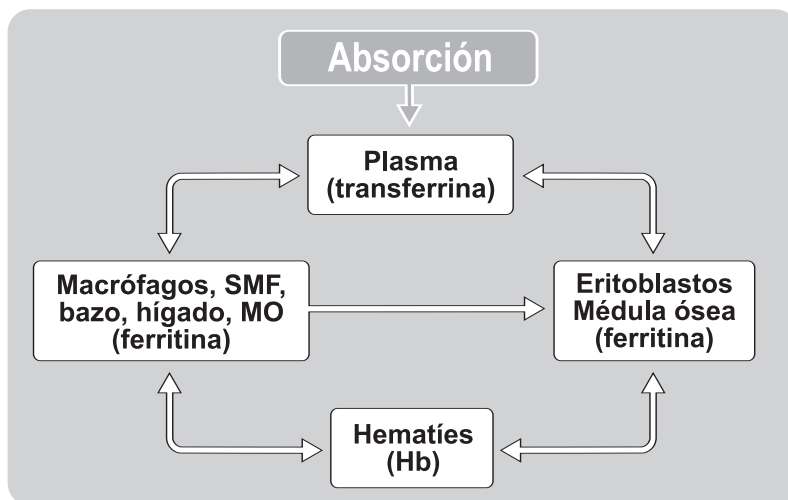 Absorción
Plasma
(transferrina)
Macrófagos, SMF,
bazo, hígado, MO
(ferritina)
Eritoblastos
Médula ósea
(ferritina)
Hematíes
(Hb)